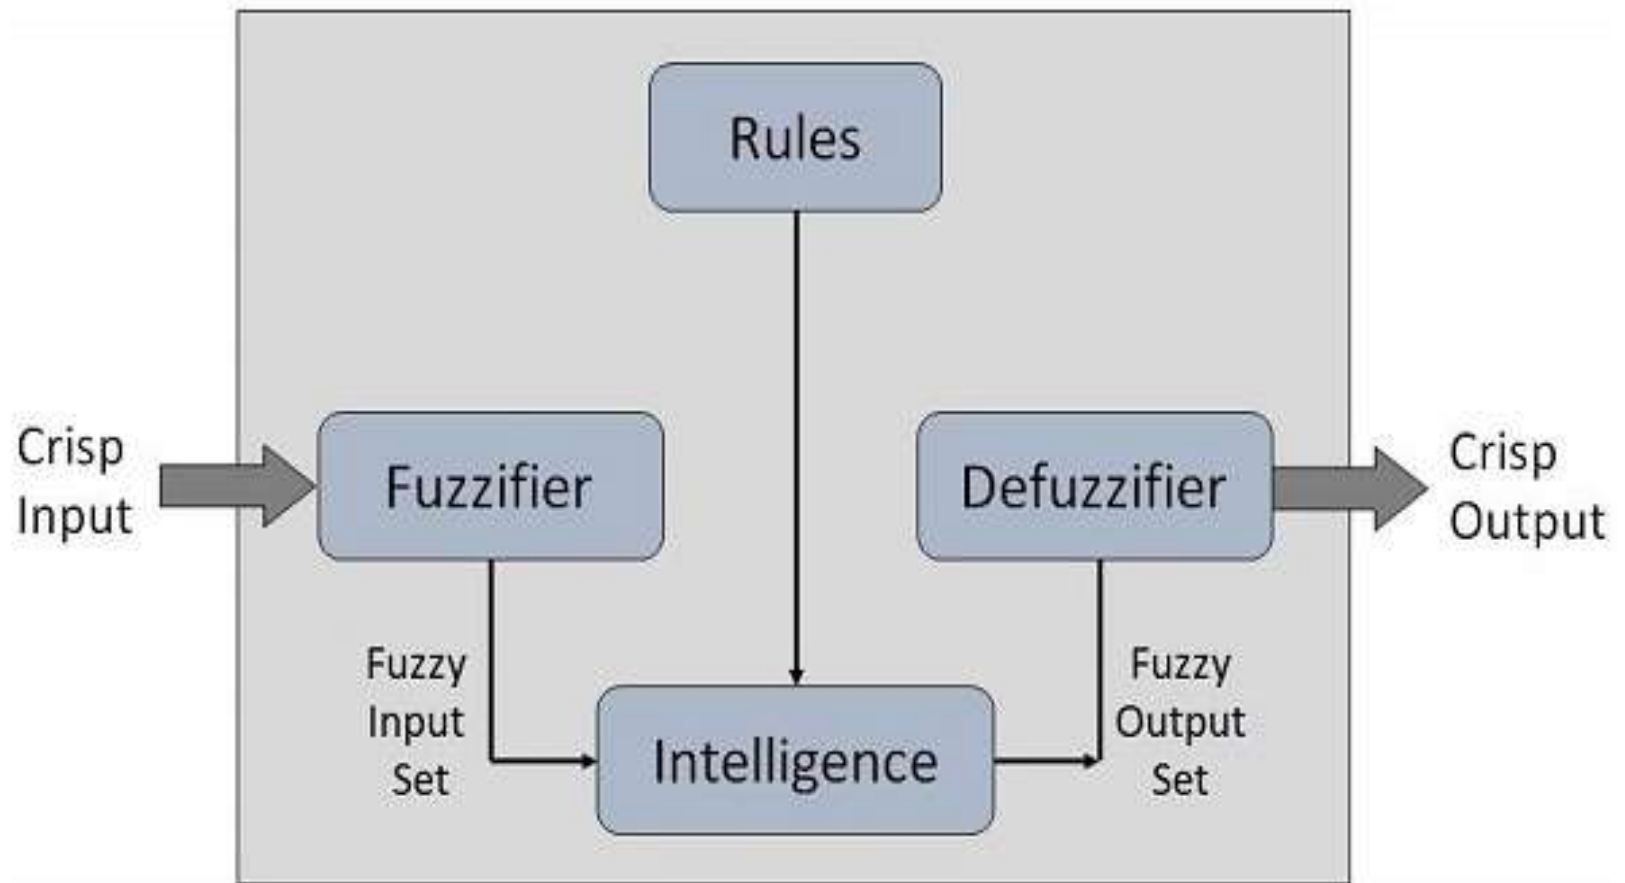 Rules
Crisp
Input
Fuzzifier
Defuzzifier
Crisp
Output
Fuzzy
Input
Set
Fuzzy
Output
Set
Intelligence